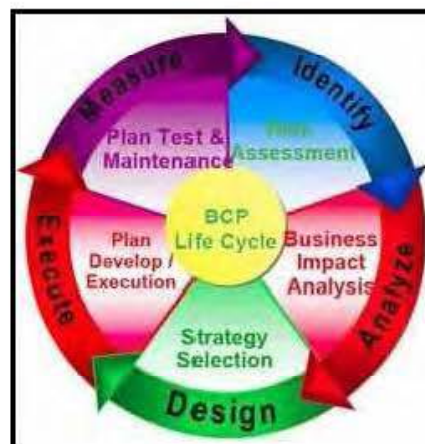 Measure
Identify
Analyze
Design
Execute
Plan Test &
Maintenance
Risk
Assessment
Business
Impact
Analysis
Strategy
Selection
Plan
Develop /
Execution
BCP
Life Cycle